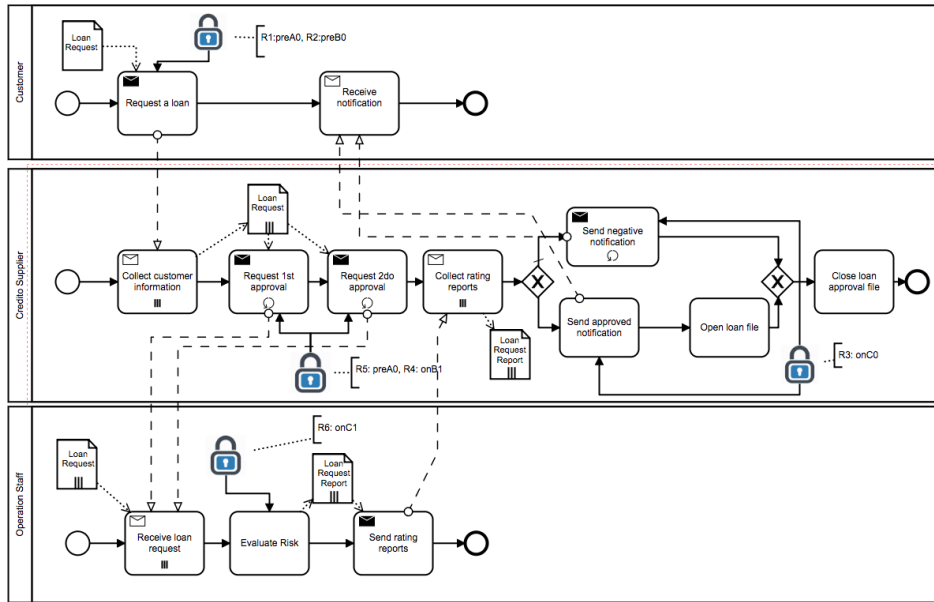 Customer
Loan
Request
R1:preA0, R2:preB0
Request a loan
Receive
notification
Credito Supplier
Loan
Request
Collect customer
information
Request 1st
approval
Request 2do
approval
Collect rating
reports
X
Send negative
notification
Send approved
notification
Open loan file
X
Close loan
approval file
Loan
Request
Report
R5: preA0, R4: onB1
R3: onC0
Operation Staff
Loan
Request
R6: onC1
Loan
Request
Report
Receive loan
request
Evaluate Risk
Send rating
reports